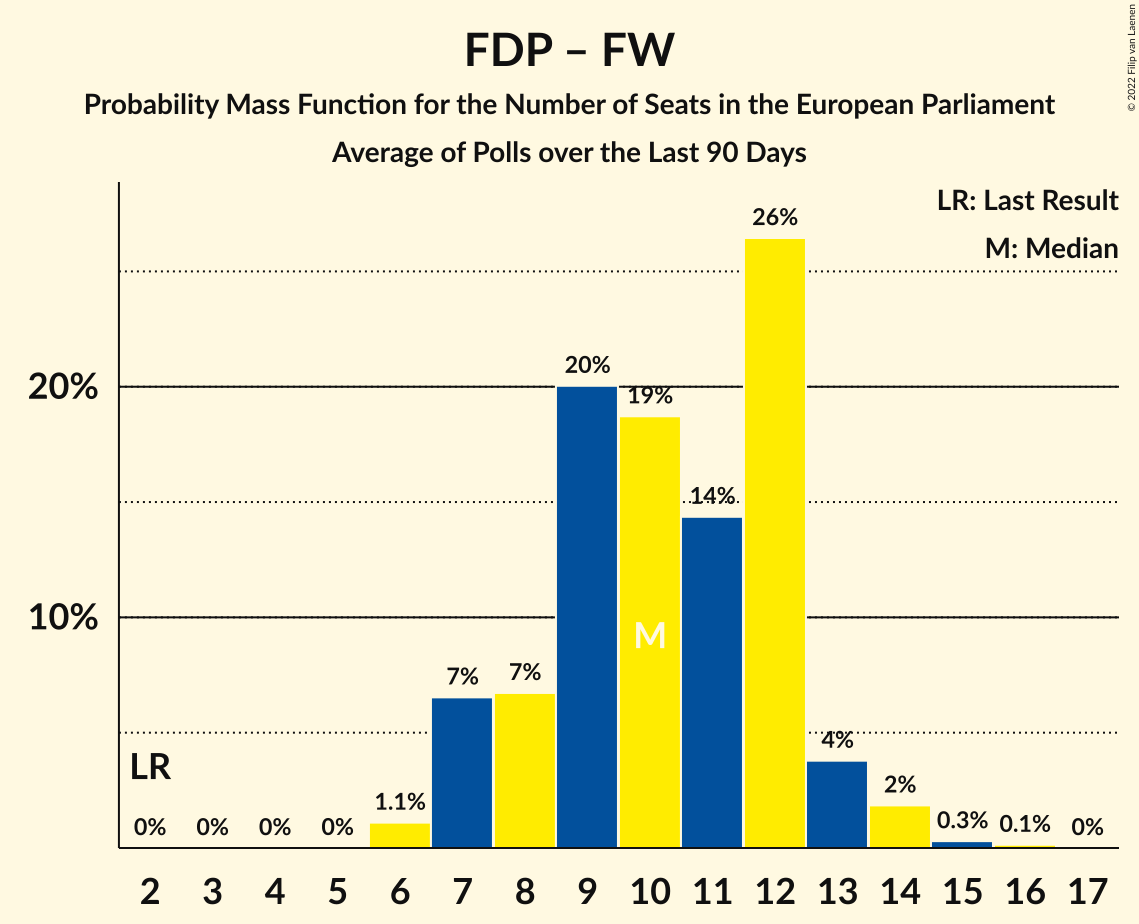 FDP – FW
Probability Mass Function for the Number of Seats in the European Parliament
Average of Polls over the Last 90 Days
© 2022 Filip van Laenen
LR: Last Result
M: Median
26%
20%
20%
19%
14%
10%
M
7%
7%
4%
LR
2%
1.1%
0% 0% 0% 0% 0.3% 0.1% 0%
2 3 4 5 6 7 8 9 10 11 12 13 14 15 16 17